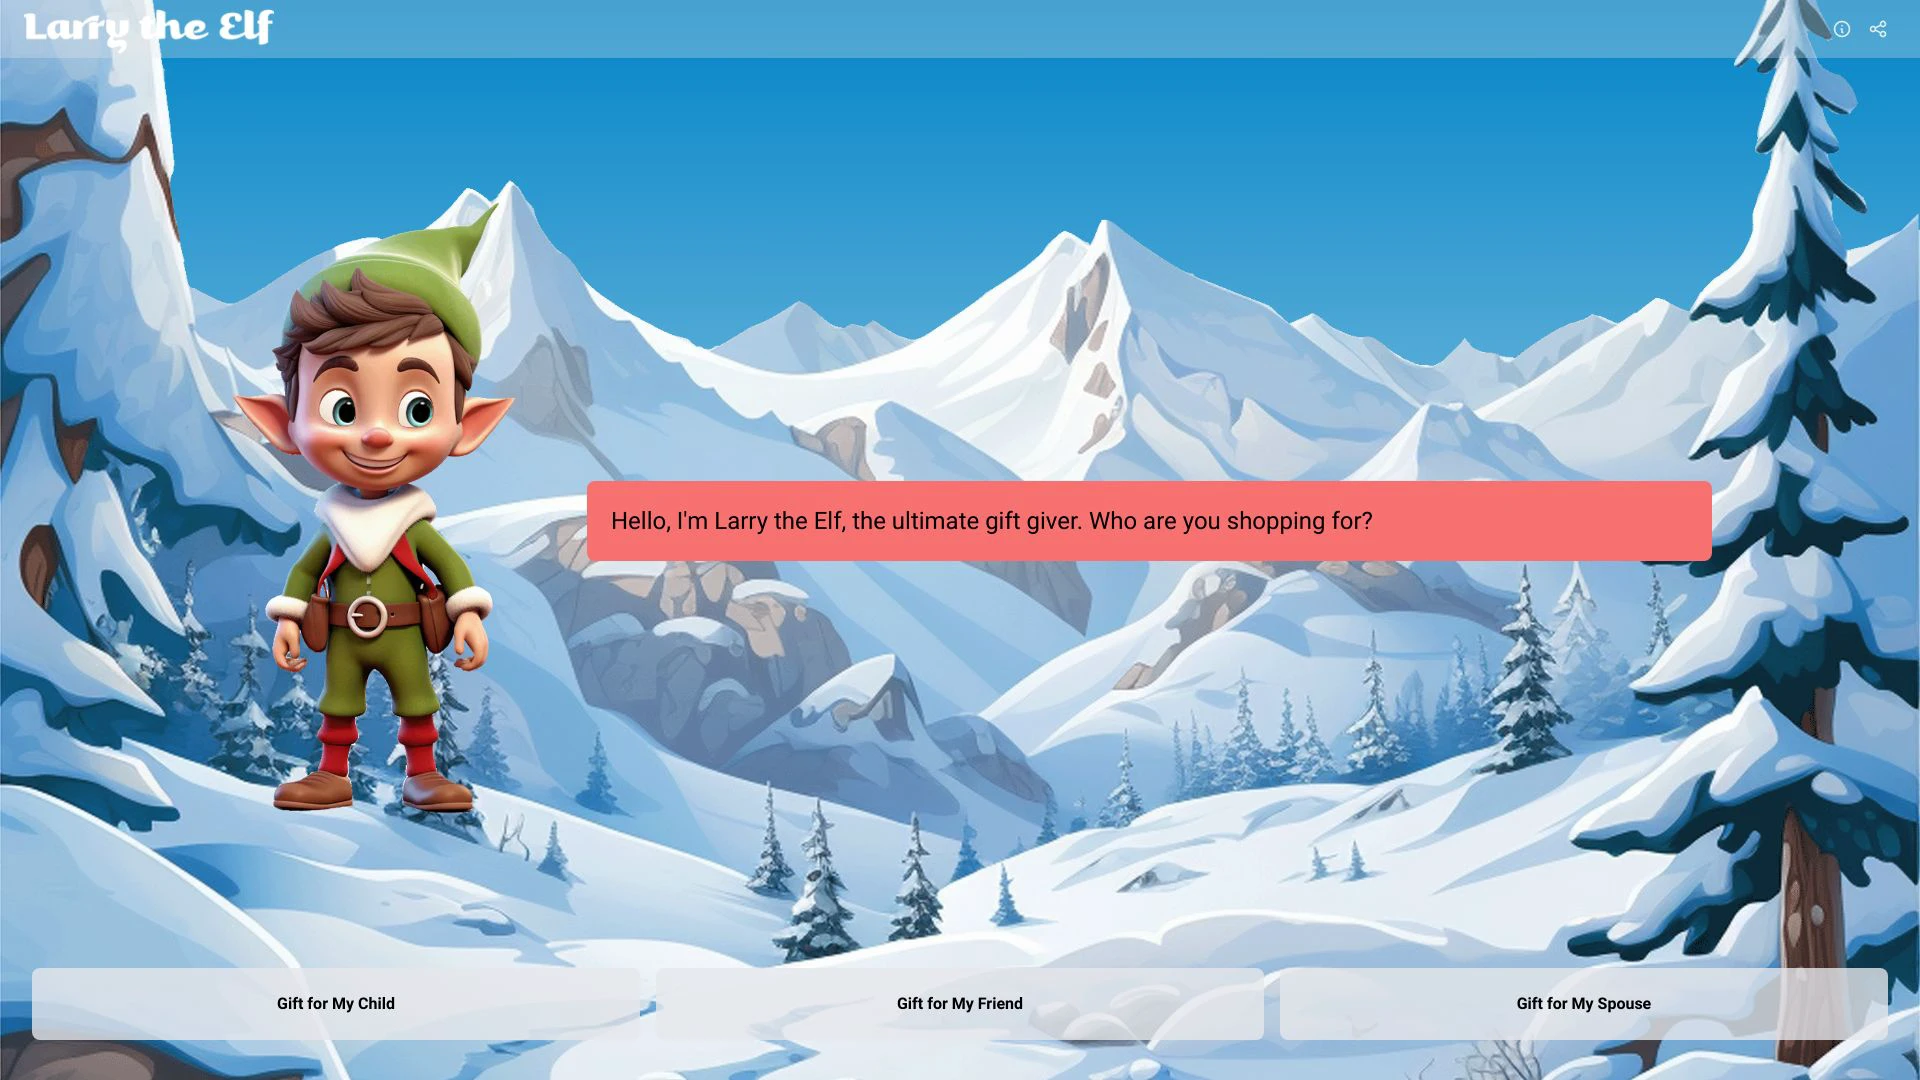 Larry the Elf
Hello, I'm Larry the Elf, the ultimate gift giver. Who are you shopping for?
Gift for My Child
Gift for My Friend
Gift for My Spouse